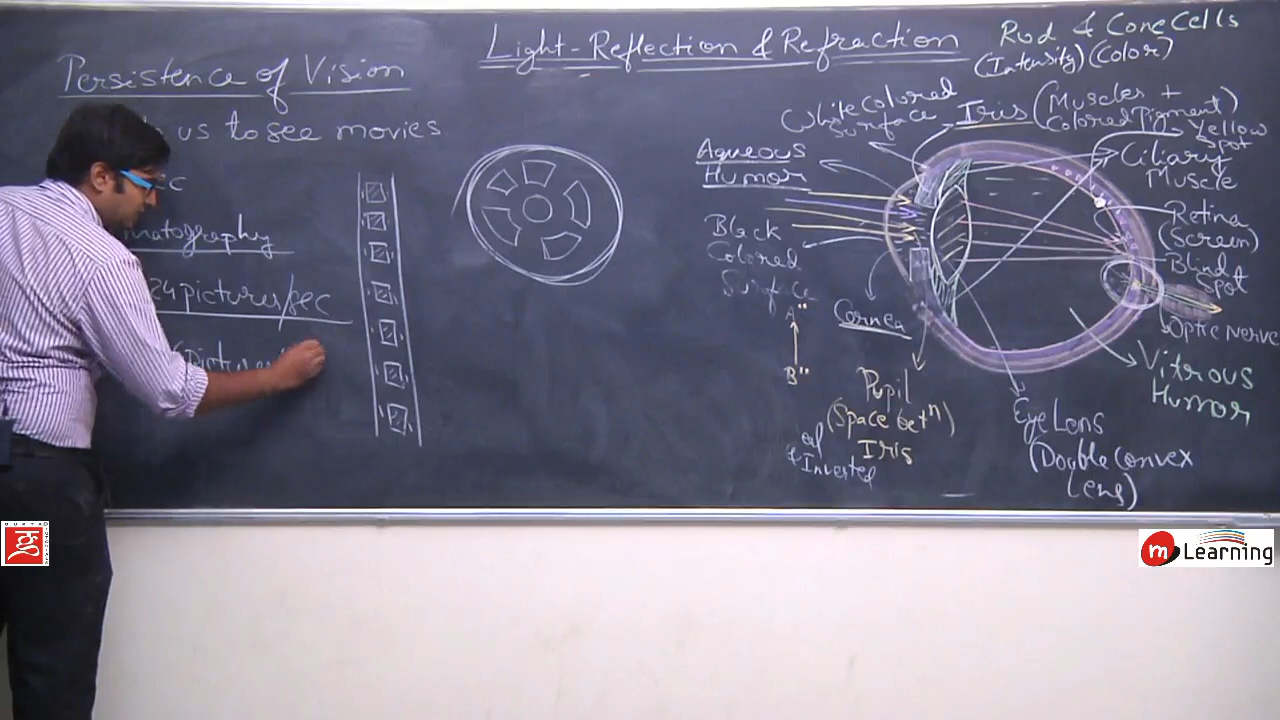 Light-Reflection & Refraction
Persistence of Vision
us to see movies
24 pictures/sec
Rod & Cone Cells
(Intensity) (Color)
White Colored
Surface
Iris (Muscles +
Colored Pigment)
Yellow
Spot
Ciliary
Muscle
Aqueous
Humor
Retina
(Screen)
Black
Colored
Surface
Blind
Spot
A"
B"
Cornea
Optic Nerve
Pupil
(Space betⁿ)
Iris
Vitrous
Humor
Eye Lens
(Double Convex
Lens)
& Inverted
GURTA
m Learning